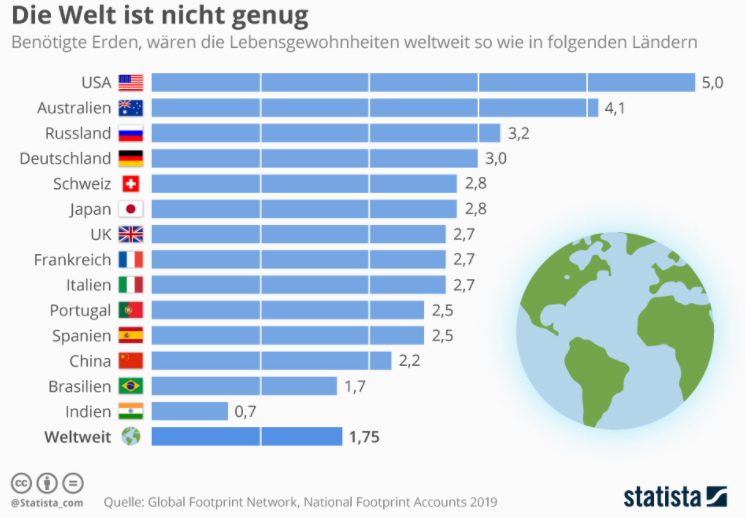 Die Welt ist nicht genug
Benötigte Erden, wären die Lebensgewohnheiten weltweit so wie in folgenden Ländern
USA 5,0
Australien 4,1
Russland 3,2
Deutschland 3,0
Schweiz 2,8
Japan 2,8
UK 2,7
Frankreich 2,7
Italien 2,7
Portugal 2,5
Spanien 2,5
China 2,2
Brasilien 1,7
Indien 0,7
Weltweit 1,75
cc
@Statista_com Quelle: Global Footprint Network, National Footprint Accounts 2019
statista